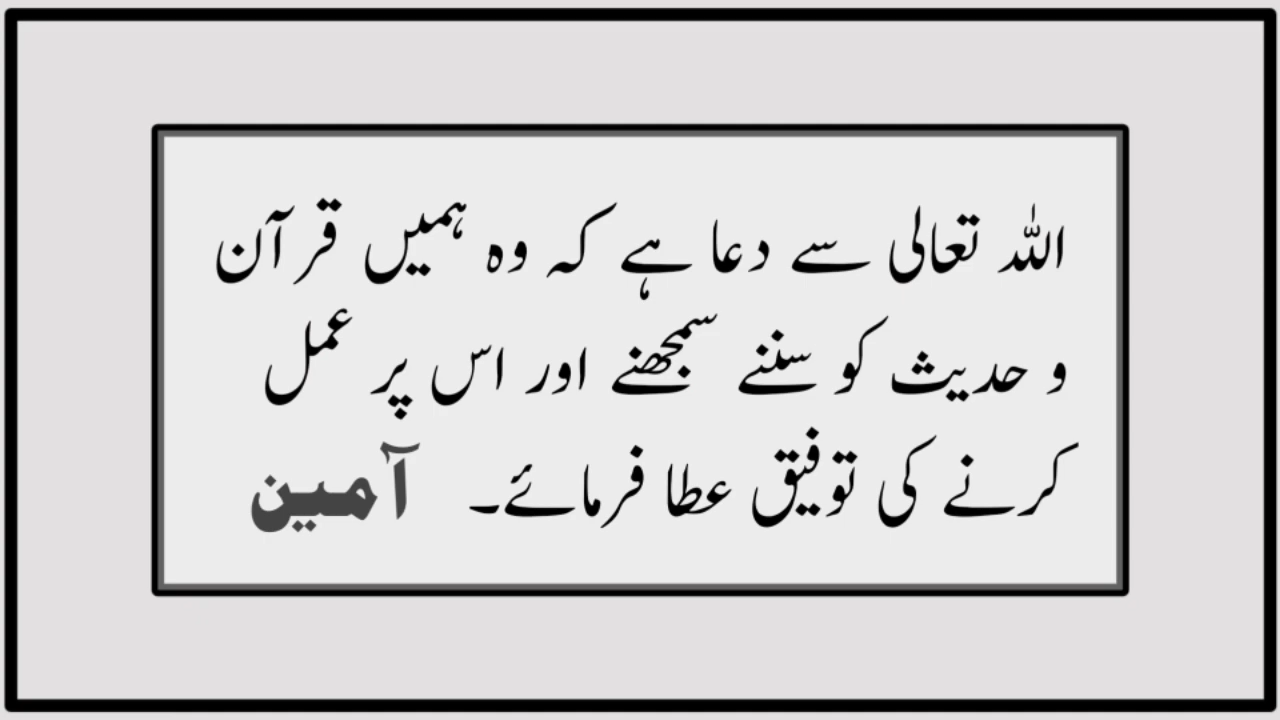 اللہ تعالی سے دعا ہے کہ وہ ہمیں قرآن
و حدیث کو سننے سمجھنے اور اس پر عمل
کرنے کی توفیق عطا فرمائے۔ آمین